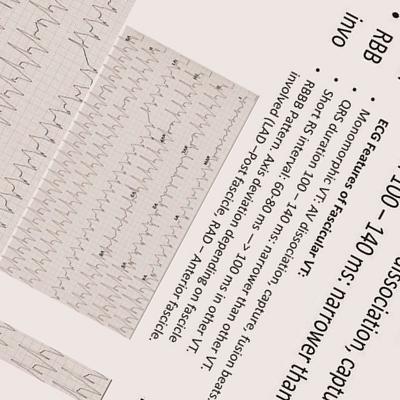 ECG Features of Fascicular VT:
Monomorphic VT: AV dissociation, capture, fusion beats.
QRS duration 100 – 140 ms: narrower than other VT.
Short RS interval: 60-80 ms –> 100 ms in other VT.
RBBB Pattern. Axis deviation depending on fascicle
involved (LAD –Post fascicle, RAD – Anterior fascicle.
dissociation, captu
100 – 140 ms: narrower than
RBB
invo